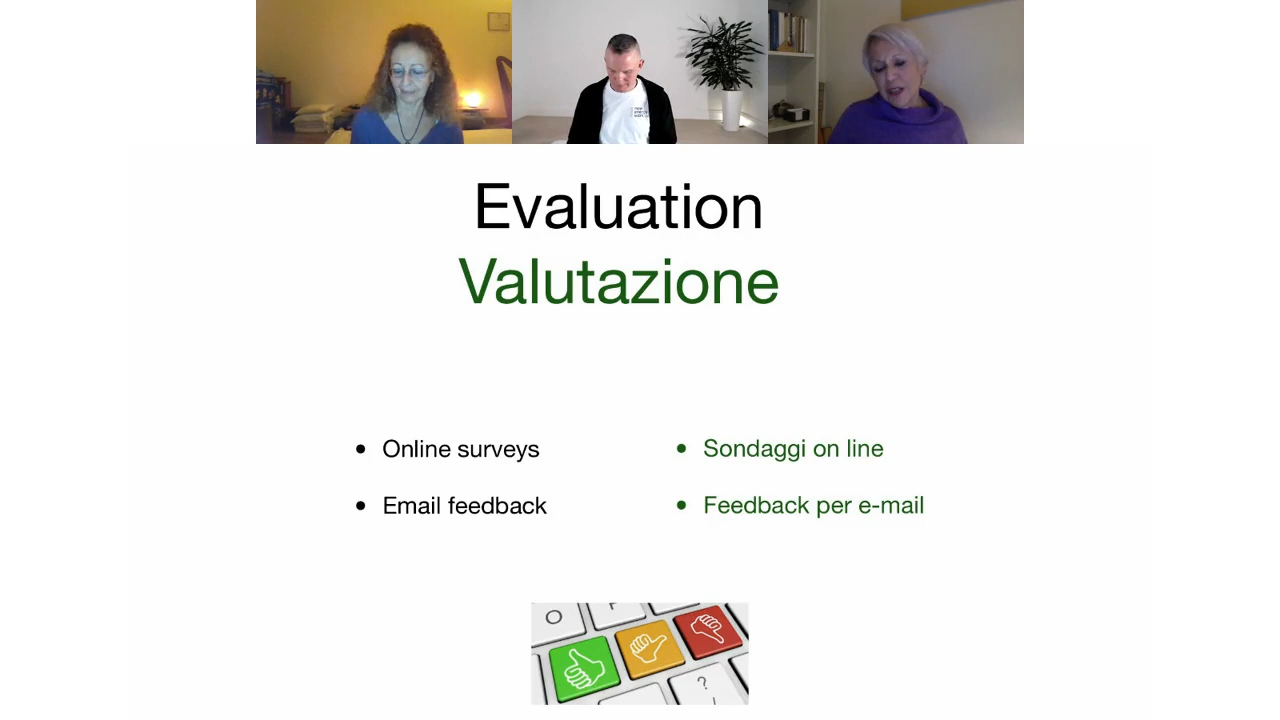 Evaluation
Valutazione
• Online surveys
• Email feedback
• Sondaggi on line
• Feedback per e-mail
O
?